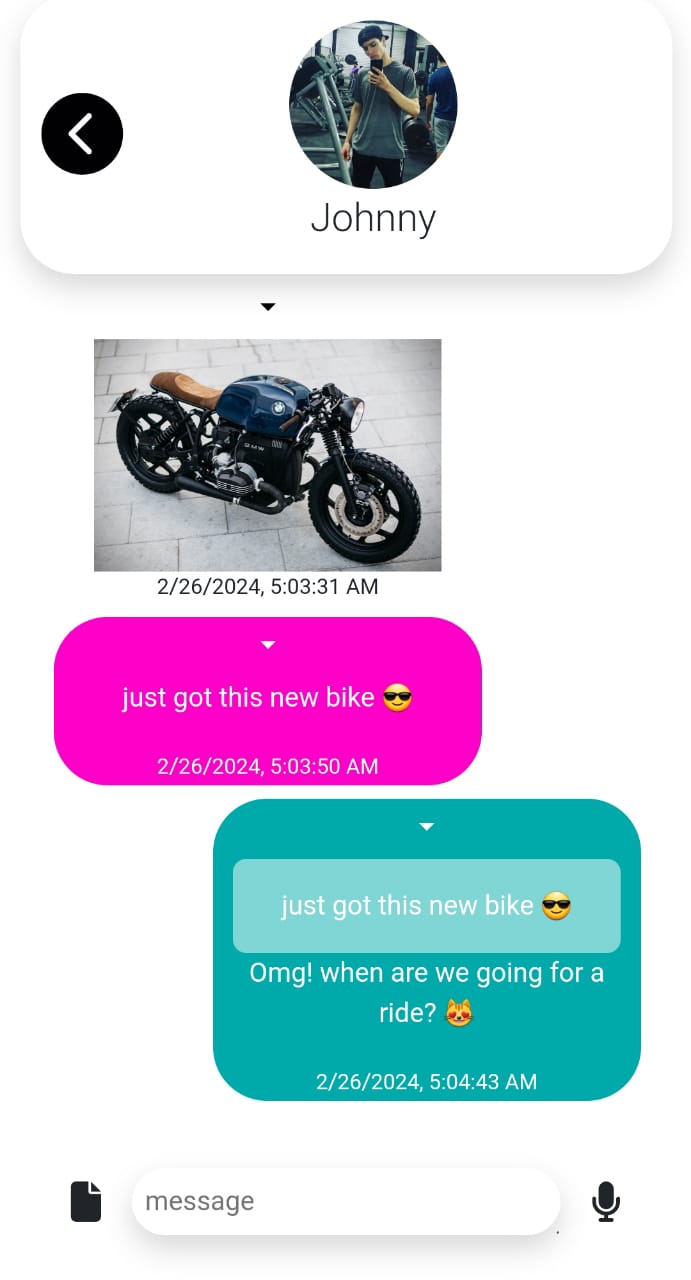 Johnny
2/26/2024, 5:03:31 AM
just got this new bike 😎
2/26/2024, 5:03:50 AM
just got this new bike 😎
Omg! when are we going for a
ride? 😻
2/26/2024, 5:04:43 AM
message